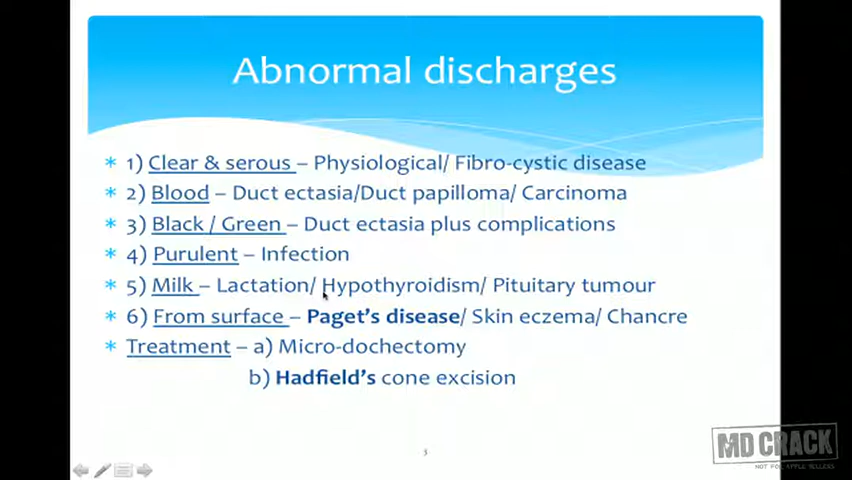 Abnormal discharges
* 1) Clear & serous – Physiological/ Fibro-cystic disease
* 2) Blood – Duct ectasia/Duct papilloma/ Carcinoma
* 3) Black / Green – Duct ectasia plus complications
* 4) Purulent – Infection
* 5) Milk – Lactation/ Hypothyroidism/ Pituitary tumour
* 6) From surface – Paget's disease/ Skin eczema/ Chancre
* Treatment – a) Micro-dochectomy
b) Hadfield's cone excision
MD CRACK